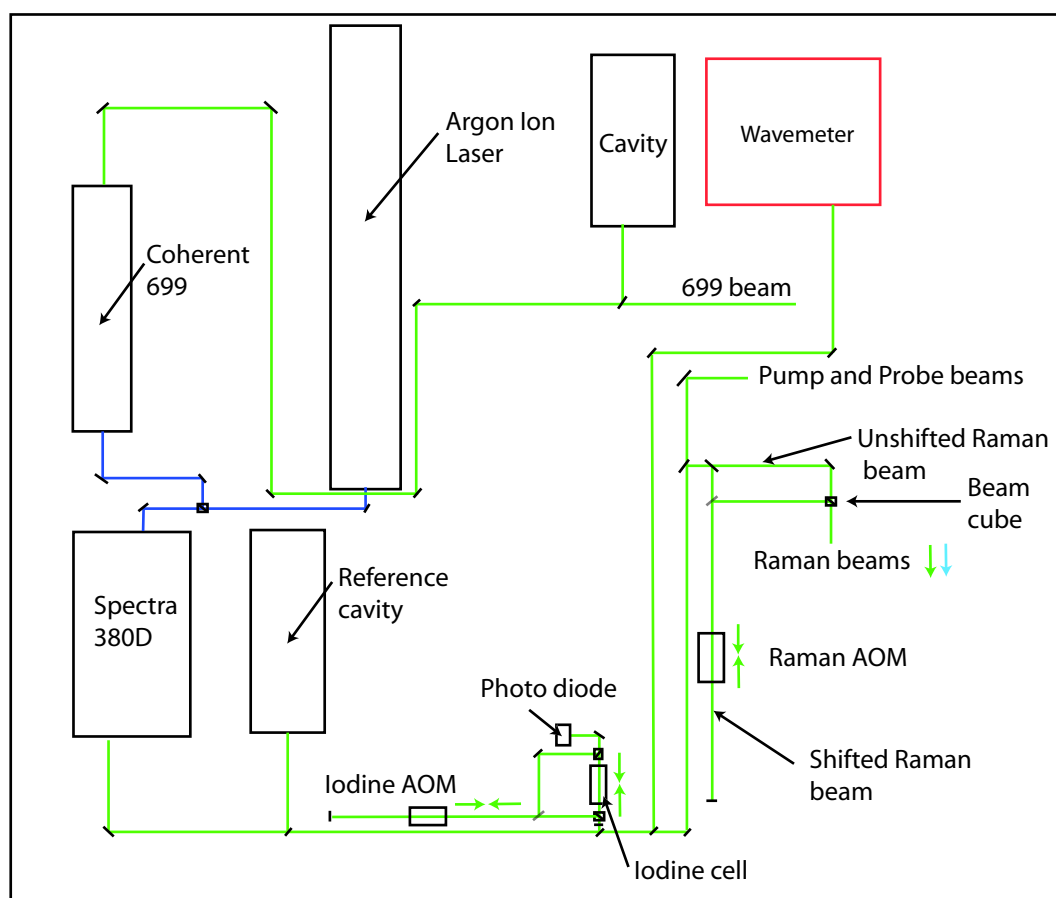 Argon Ion
Laser
Cavity
Wavemeter
Coherent
699
699 beam
Pump and Probe beams
Unshifted Raman
beam
Beam
cube
Raman beams
Reference
cavity
Spectra
380D
Raman AOM
Photo diode
Shifted Raman
beam
Iodine AOM
Iodine cell